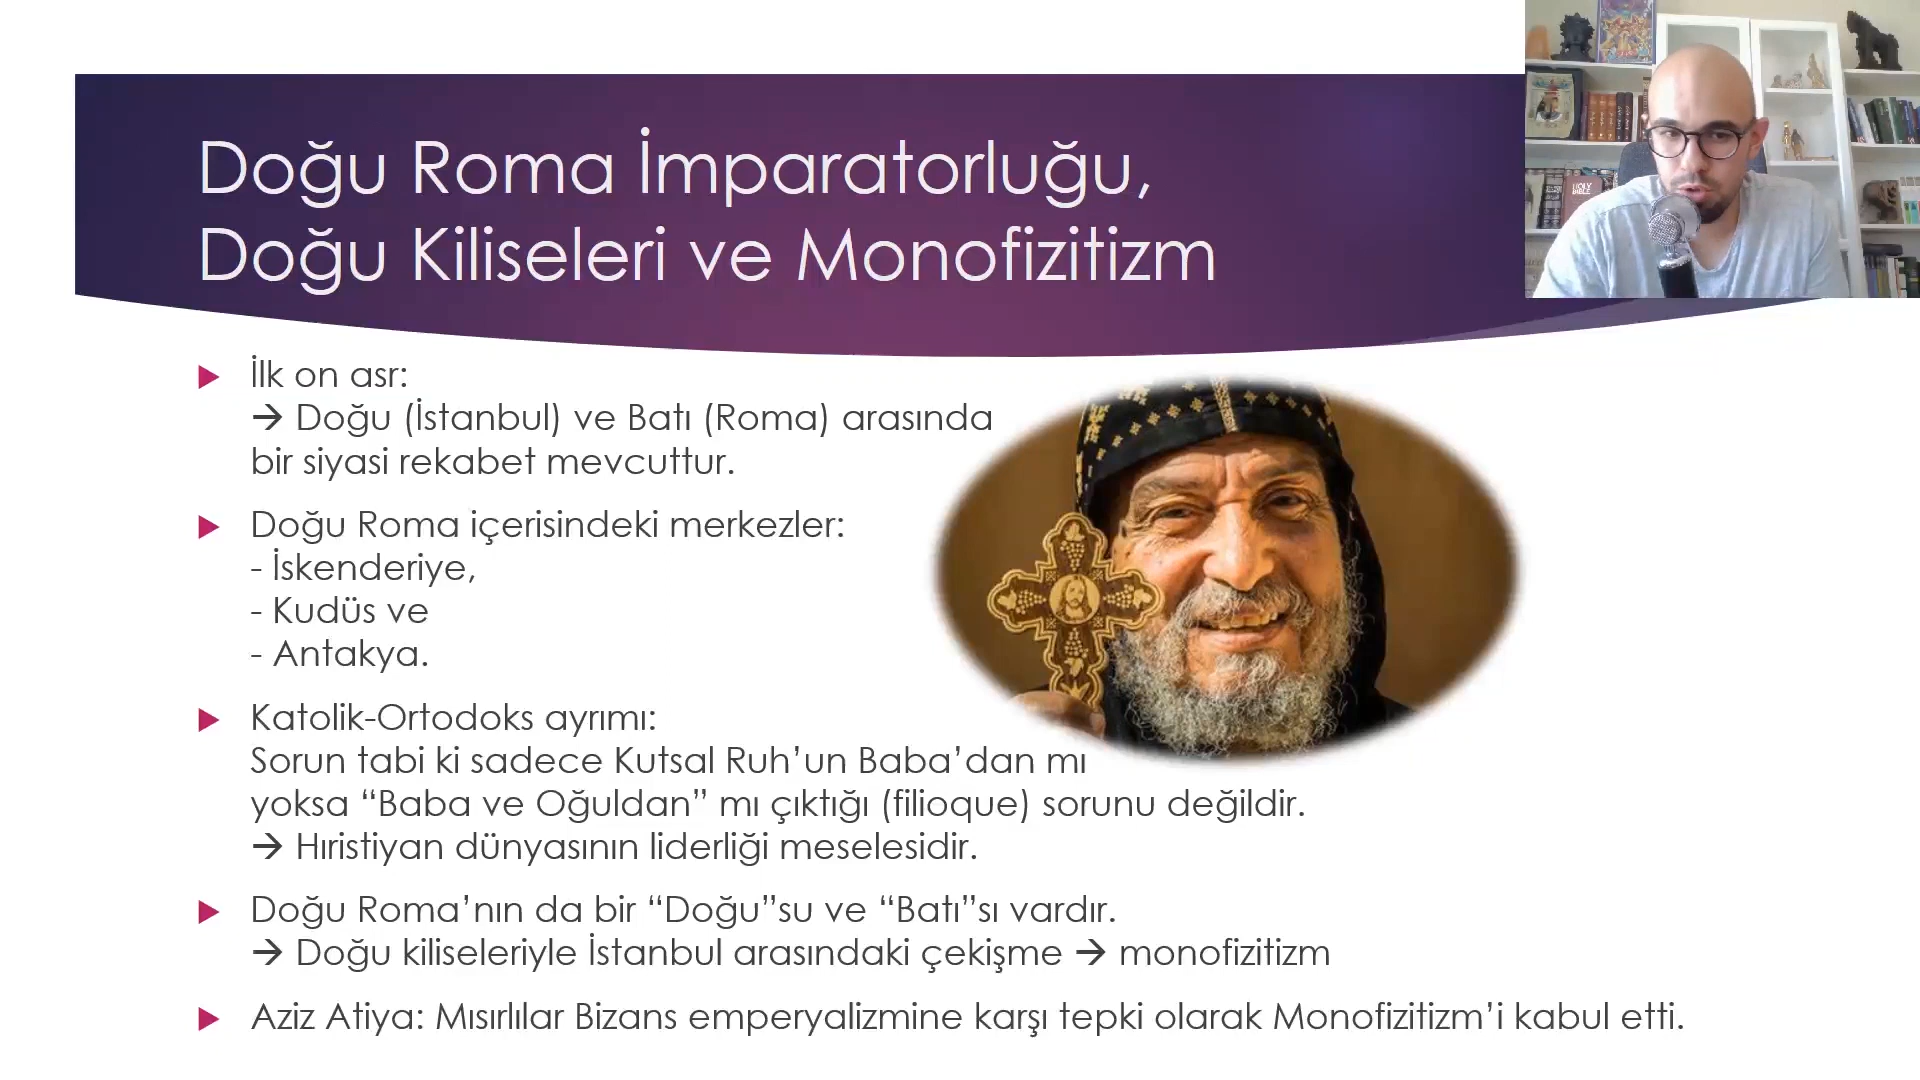 Doğu Roma İmparatorluğu,
Doğu Kiliseleri ve Monofizitizm
HOLY
BIBLE
İlk on asr:
→ Doğu (İstanbul) ve Batı (Roma) arasında
bir siyasi rekabet mevcuttur.
Doğu Roma içerisindeki merkezler:
- İskenderiye,
- Kudüs ve
- Antakya.
Katolik-Ortodoks ayrımı:
Sorun tabi ki sadece Kutsal Ruh’un Baba’dan mı
yoksa “Baba ve Oğuldan” mı çıktığı (filioque) sorunu değildir.
→ Hıristiyan dünyasının liderliği meselesidir.
Doğu Roma’nın da bir “Doğu”su ve “Batı”sı vardır.
→ Doğu kiliseleriyle İstanbul arasındaki çekişme → monofizitizm
Aziz Atiya: Mısırlılar Bizans emperyalizmine karşı tepki olarak Monofizitizm’i kabul etti.